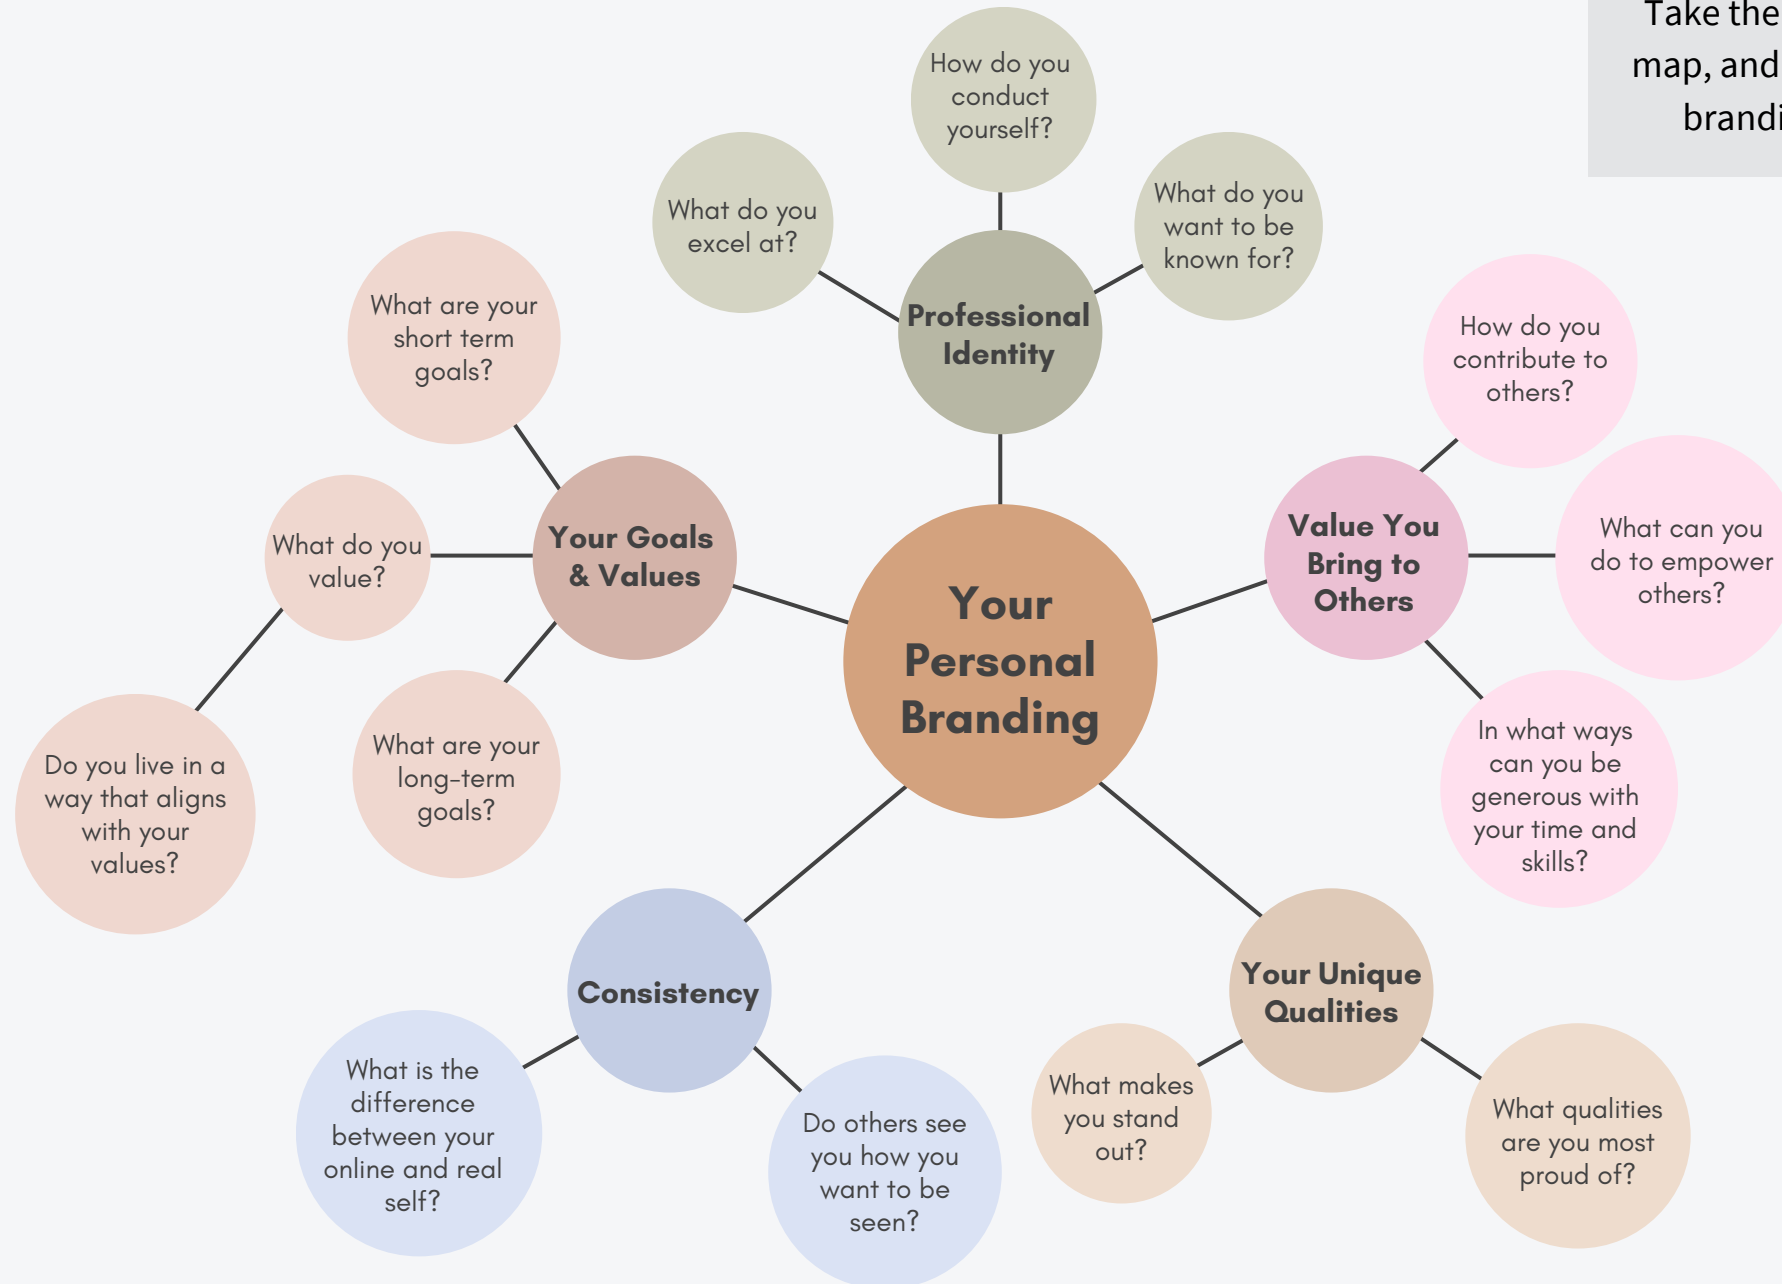 Take the
map, and
brandi
How do you
conduct
yourself?
What do you
excel at?
What do you
want to be
known for?
Professional
Identity
What are your
short term
goals?
What do you
value?
Your Goals
& Values
Do you live in a
way that aligns
with your
values?
What are your
long-term
goals?
How do you
contribute to
others?
Value You
Bring to
Others
What can you
do to empower
others?
In what ways
can you be
generous with
your time and
skills?
Your
Personal
Branding
Consistency
What is the
difference
between your
online and real
self?
Do others see
you how you
want to be
seen?
Your Unique
Qualities
What makes
you stand
out?
What qualities
are you most
proud of?